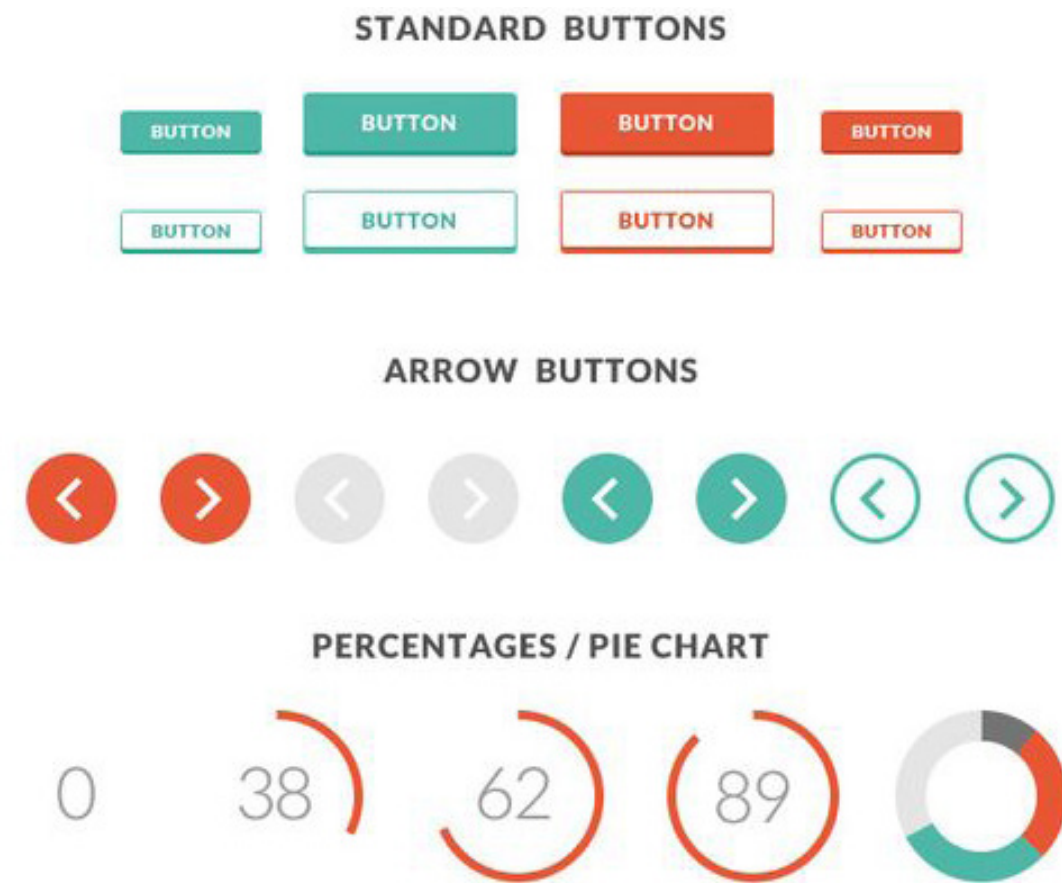 STANDARD BUTTONS
BUTTON BUTTON BUTTON BUTTON
BUTTON BUTTON BUTTON BUTTON
ARROW BUTTONS
PERCENTAGES / PIE CHART
0 38 62 89